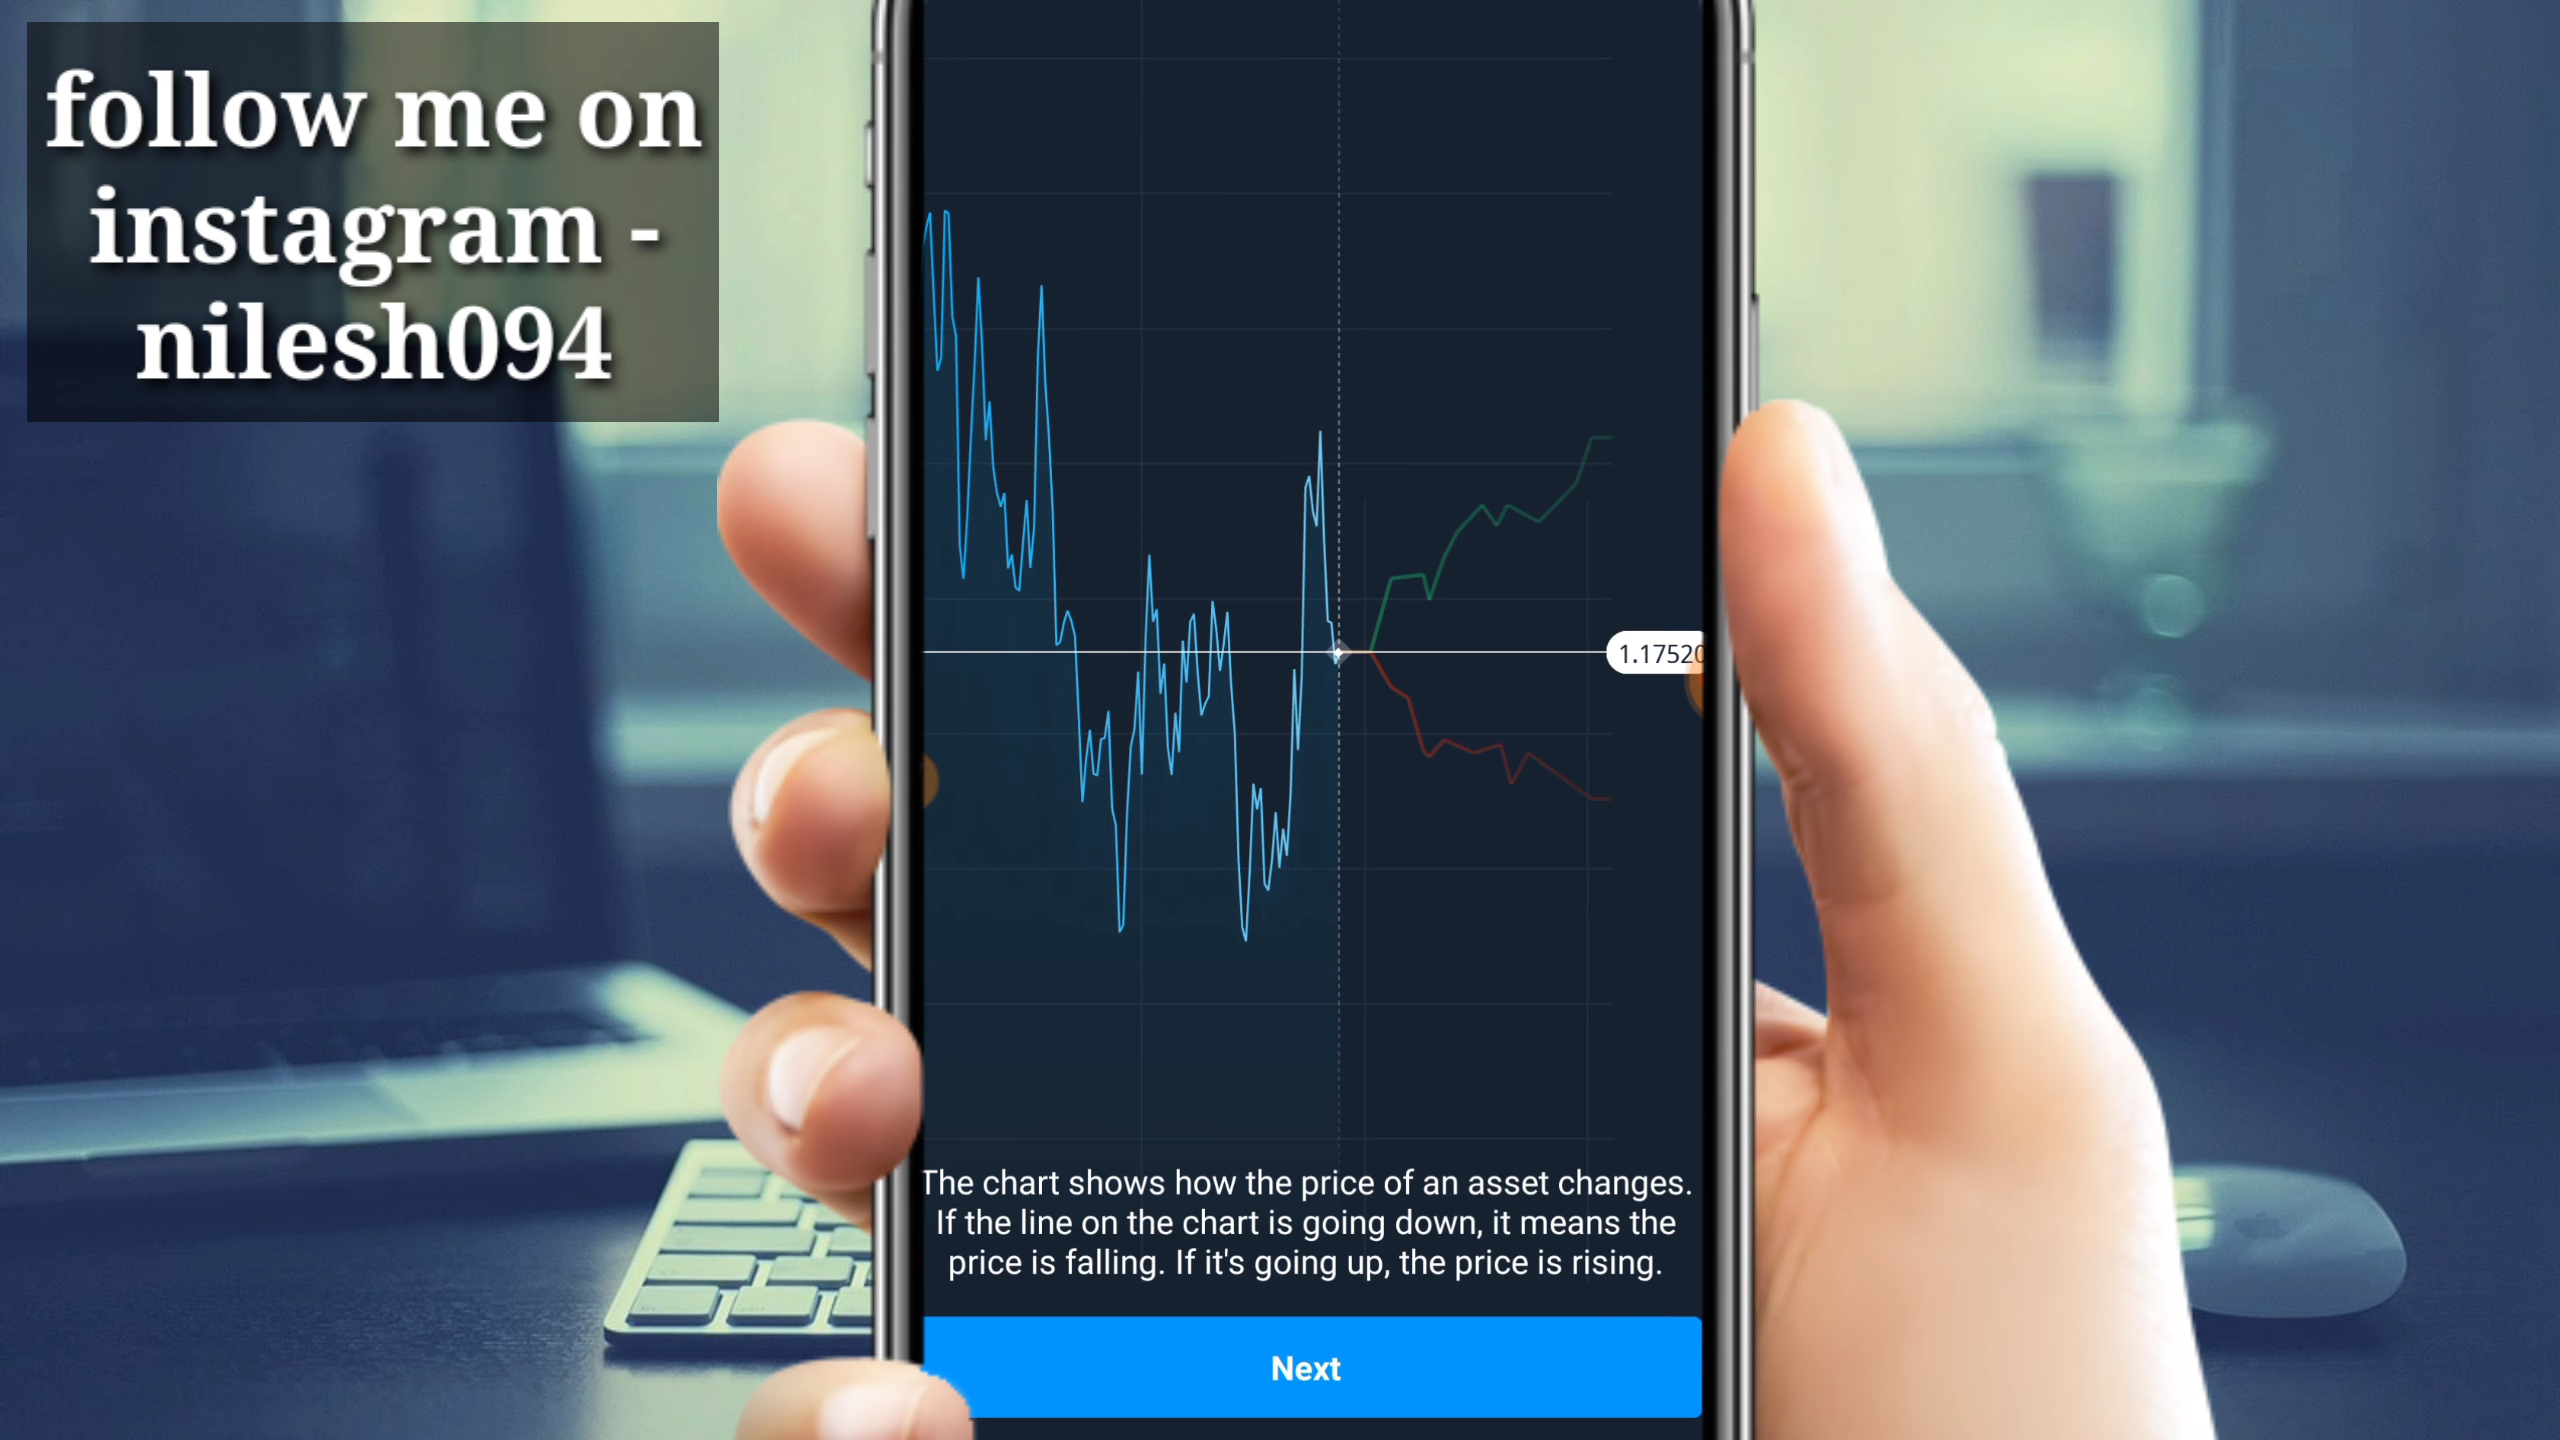 follow me on
instagram -
nilesh094
1.17520
The chart shows how the price of an asset changes.
If the line on the chart is going down, it means the
price is falling. If it's going up, the price is rising.
Next